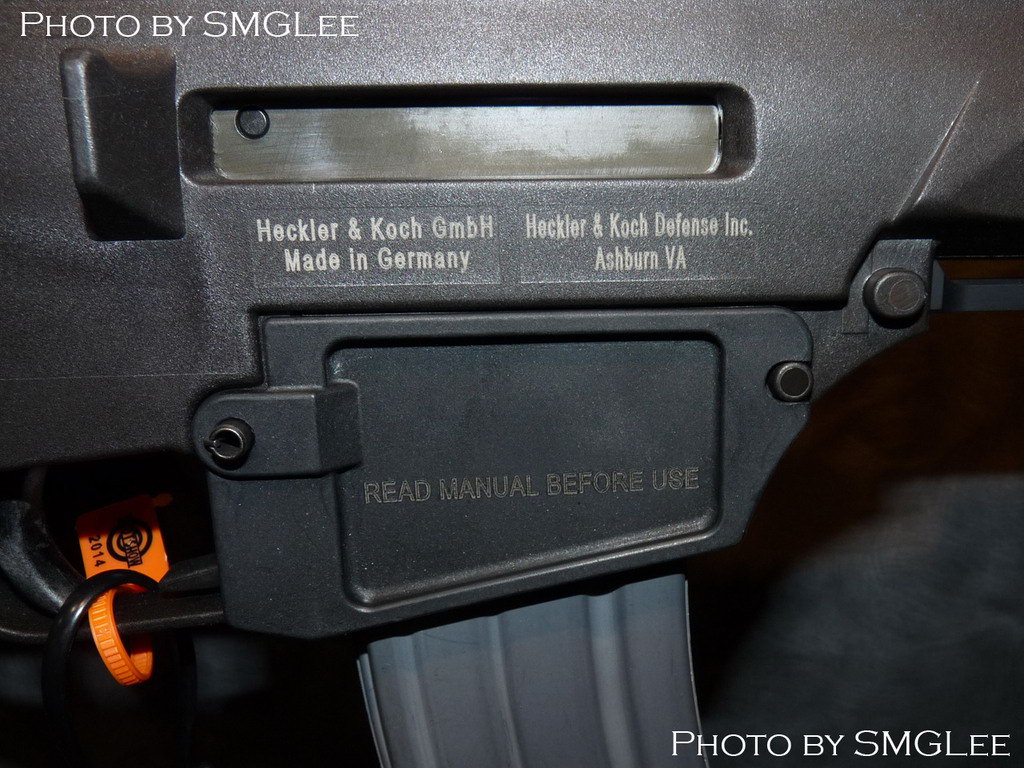 Photo by SMGLee
Heckler & Koch GmbH
Made in Germany
Heckler & Koch Defense Inc.
Ashburn VA
READ MANUAL BEFORE USE
2014
Photo by SMGLee